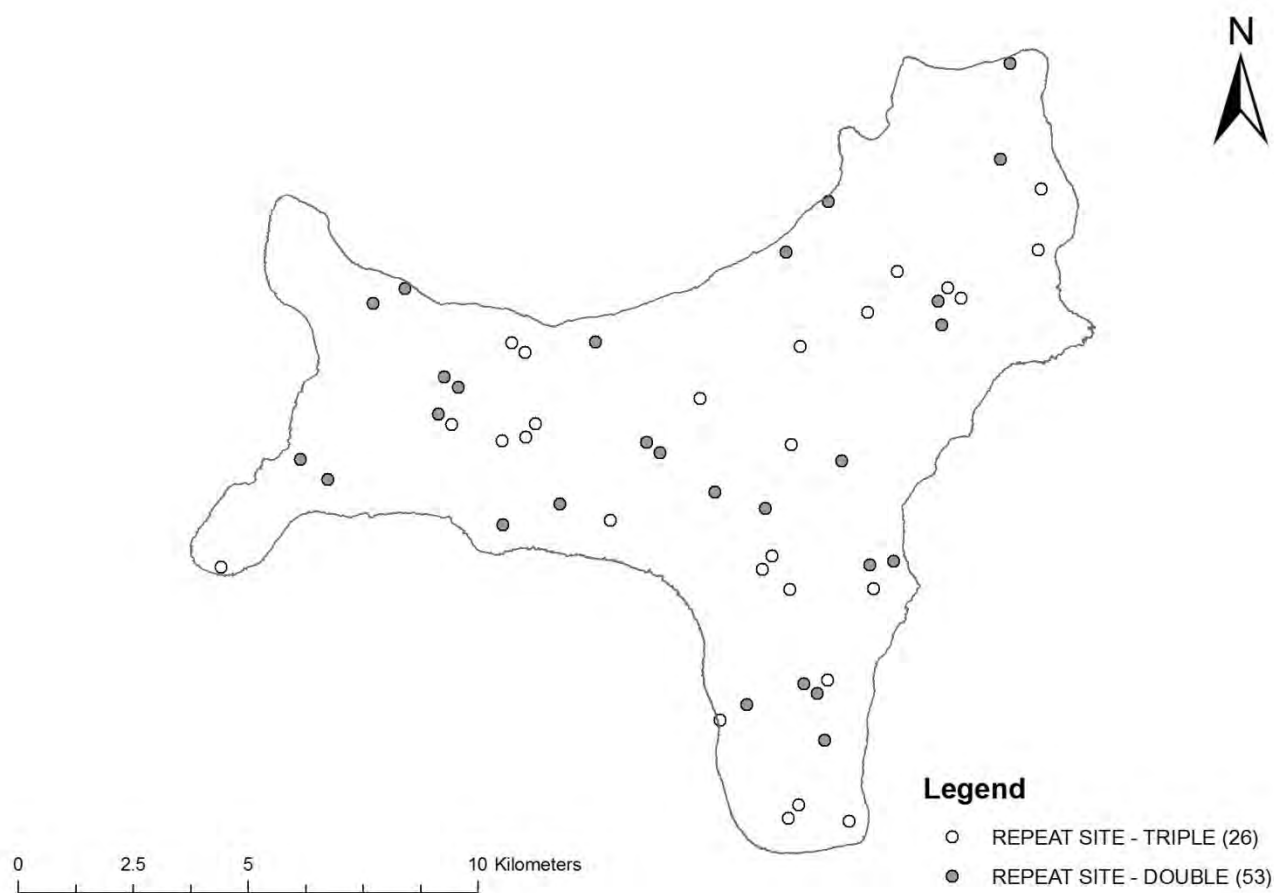 N
Legend
REPEAT SITE - TRIPLE (26)
REPEAT SITE - DOUBLE (53)
0 2.5 5 10 Kilometers